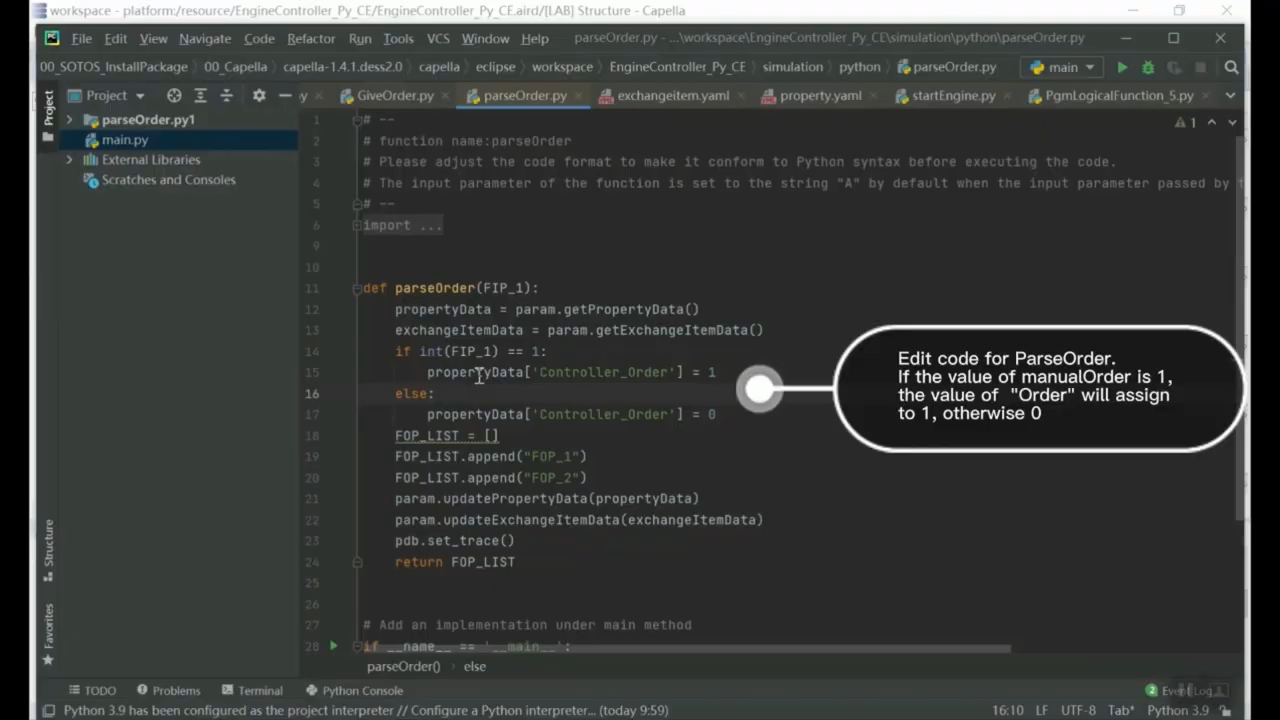 workspace - platform:/resource/EngineController_Py_CE/EngineController_Py_CE.aird/[LAB] Structure - Capella
PC File Edit View Navigate Code Refactor Run Tools VCS Window Help parseOrder.py - ...\workspace\EngineController_Py_CE\simulation\python\parseOrder.py
00_SOTOS_InstallPackage 00_Capella capella-1.4.1.dess2.0 capella eclipse workspace EngineController_Py_CE simulation python parseOrder.py main
Project y GiveOrder.py parseOrder.py exchangeitem.yaml property.yaml startEngine.py PgmLogicalFunction_5.py
Project
parseOrder.py1
main.py
External Libraries
Scratches and Consoles
Structure
Favorites
1 # --
2 # function name:parseOrder
3 # Please adjust the code format to make it conform to Python syntax before executing the code.
4 # The input parameter of the function is set to the string "A" by default when the input parameter passed by
5 # --
6 import ...
9
10
11 def parseOrder(FIP_1):
12 propertyData = param.getPropertyData()
13 exchangeItemData = param.getExchangeItemData()
14 if int(FIP_1) == 1:
15 propertyData['Controller_Order'] = 1
16 else:
17 propertyData['Controller_Order'] = 0
18 FOP_LIST = []
19 FOP_LIST.append("FOP_1")
20 FOP_LIST.append("FOP_2")
21 param.updatePropertyData(propertyData)
22 param.updateExchangeItemData(exchangeItemData)
23 pdb.set_trace()
24 return FOP_LIST
25
26
27 # Add an implementation under main method
28 if __name__ == '__main__':
1
Edit code for ParseOrder.
If the value of manualOrder is 1,
the value of "Order" will assign
to 1, otherwise 0
parseOrder() else
TODO Problems Terminal Python Console 2 Event Log
Python 3.9 has been configured as the project interpreter // Configure a Python interpreter... (today 9:59) 16:10 LF UTF-8 Tab* Python 3.9